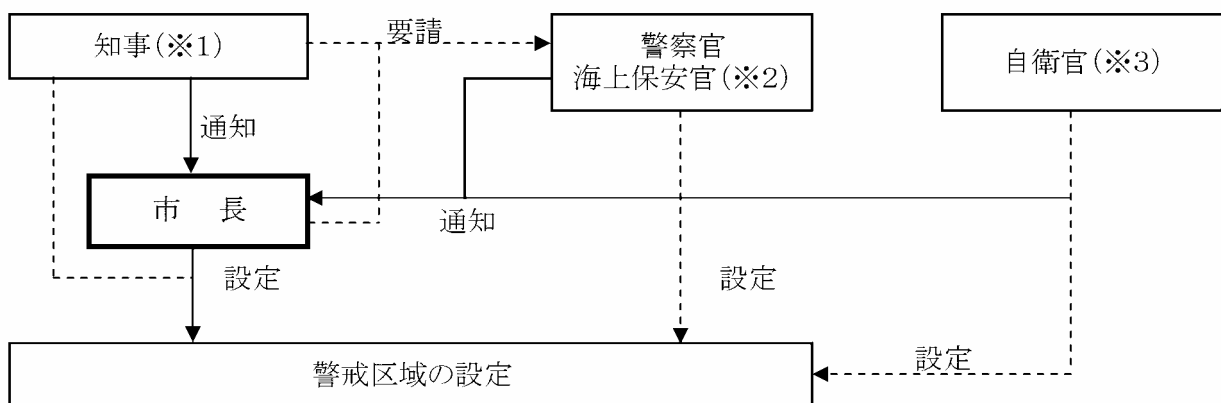 知事(※1)
要請
警察官
海上保安官(※2)
自衛官(※3)
通知
市　長
通知
設定
設定
設定
警戒区域の設定